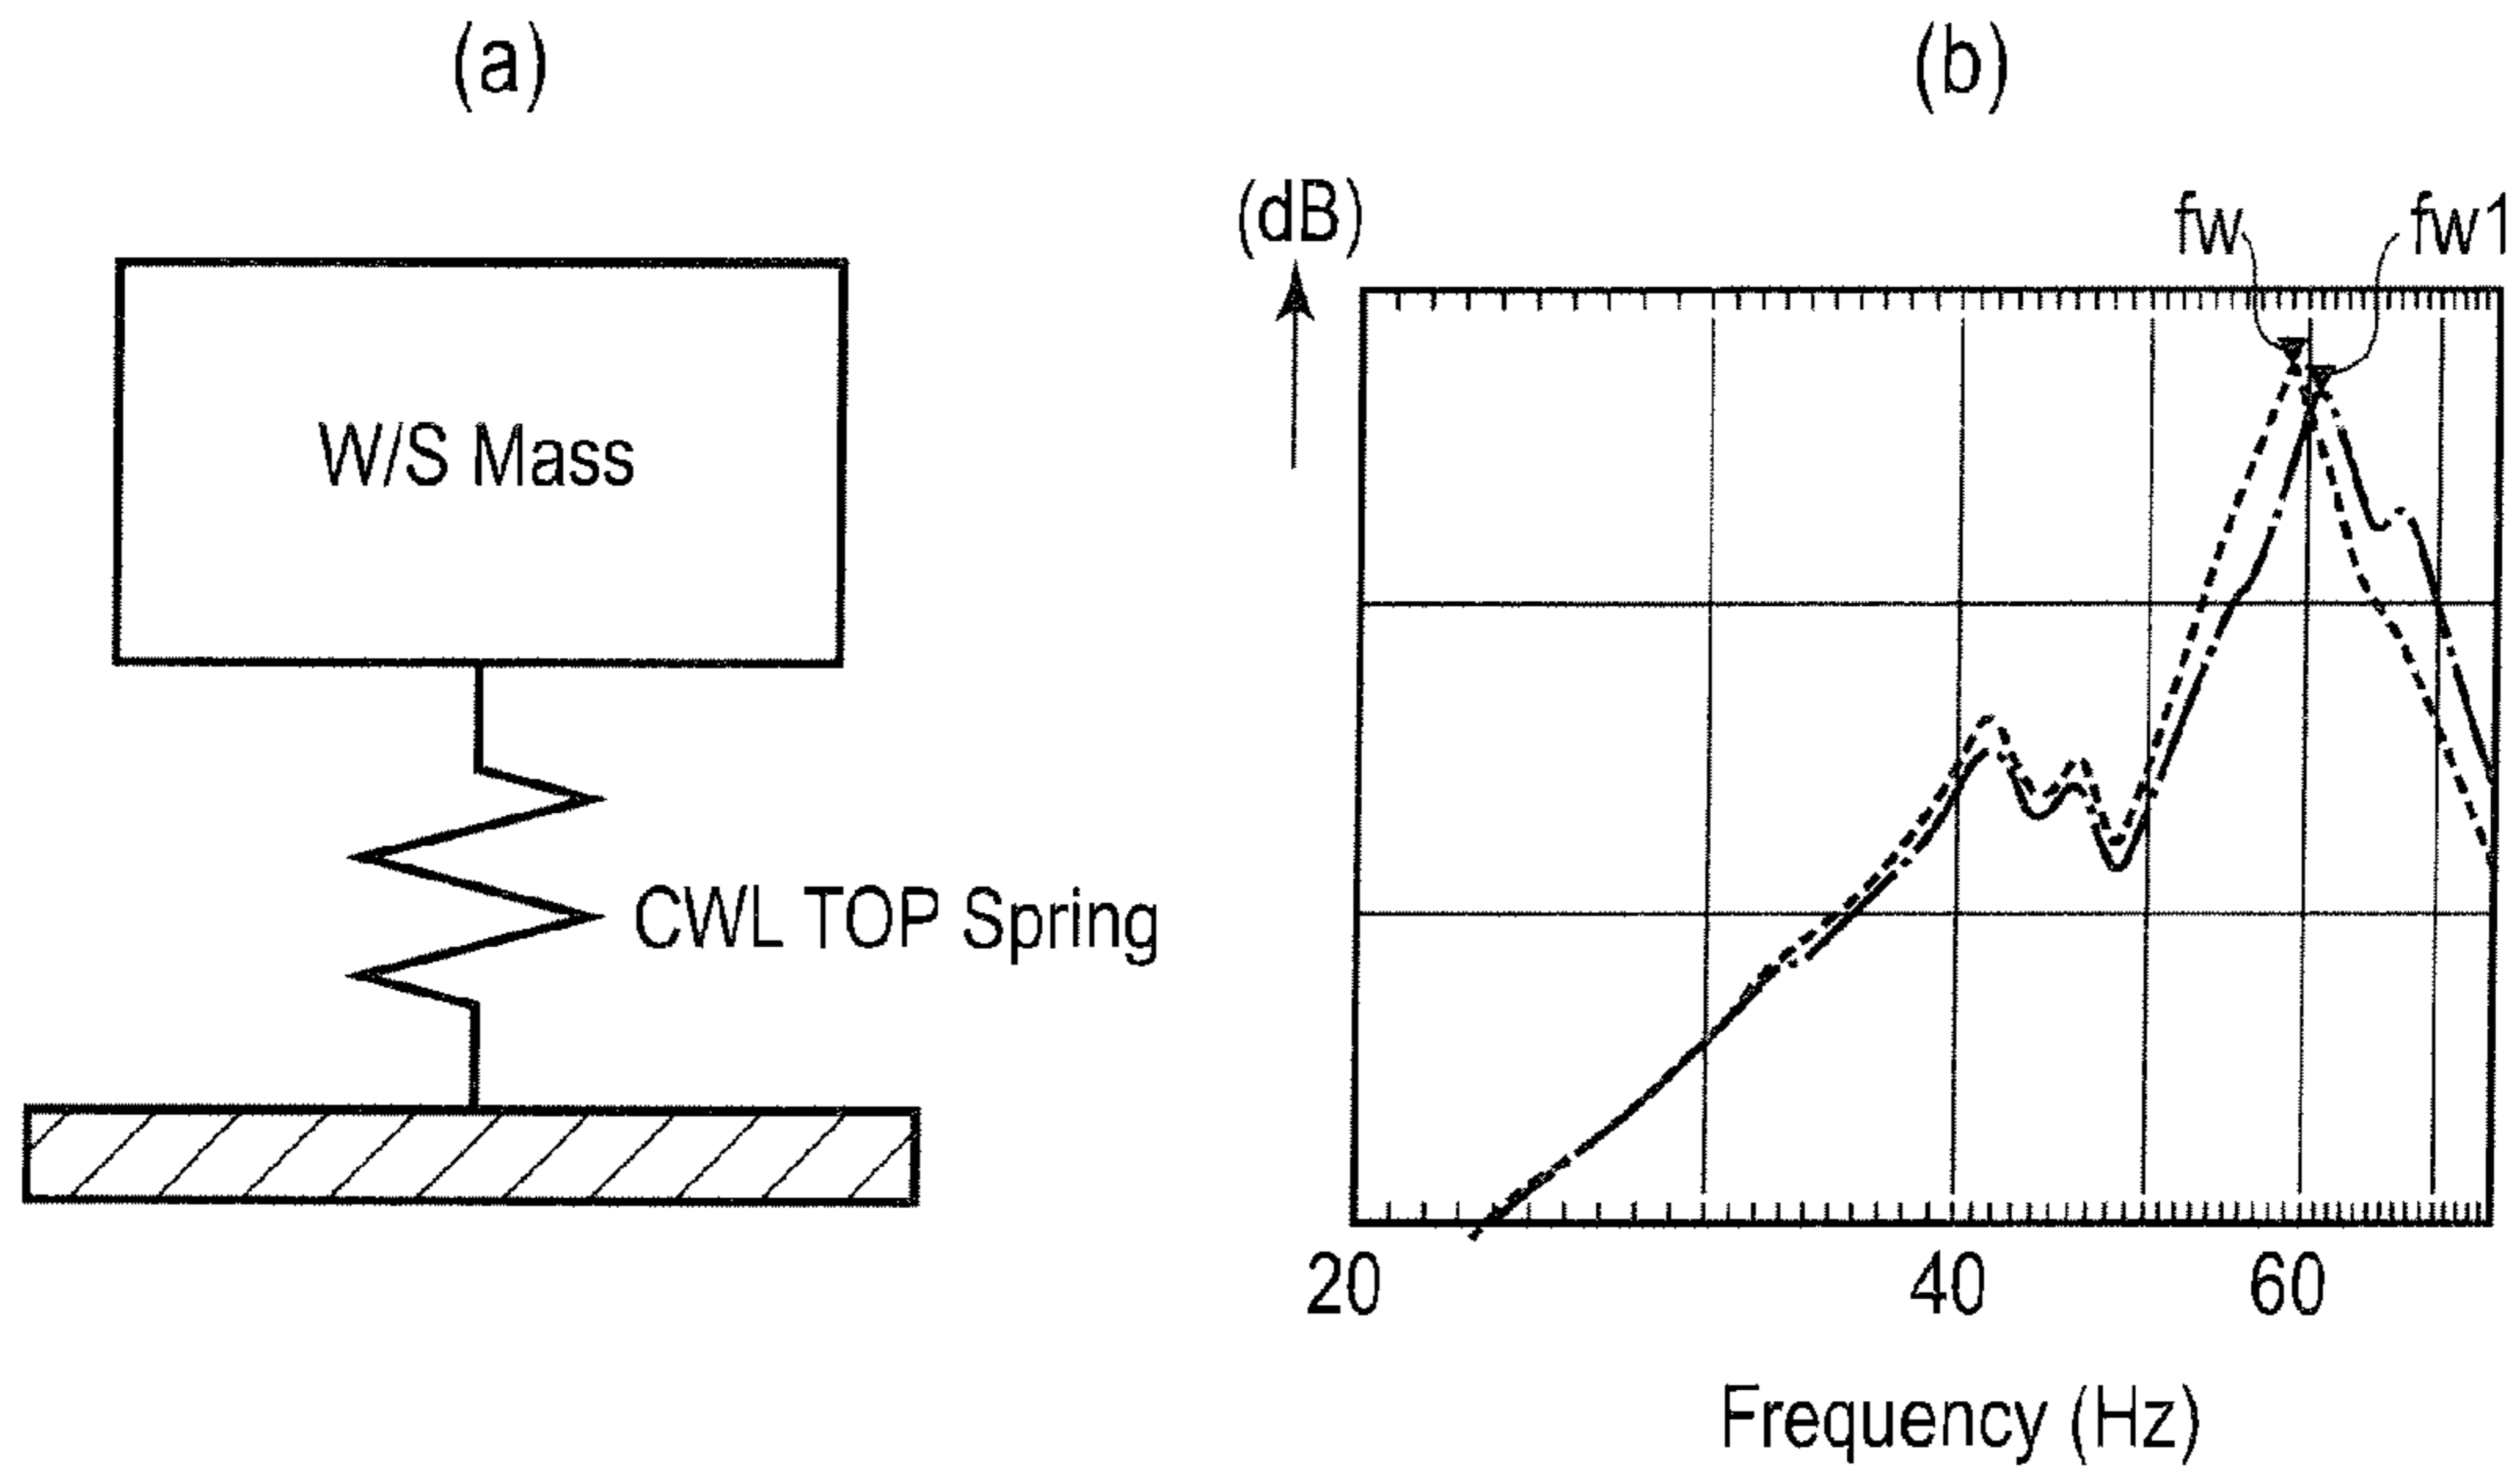 (a)
W/S Mass
CWL TOP Spring
(b)
(dB)
fw
fw1
20
40
60
Frequency (Hz)